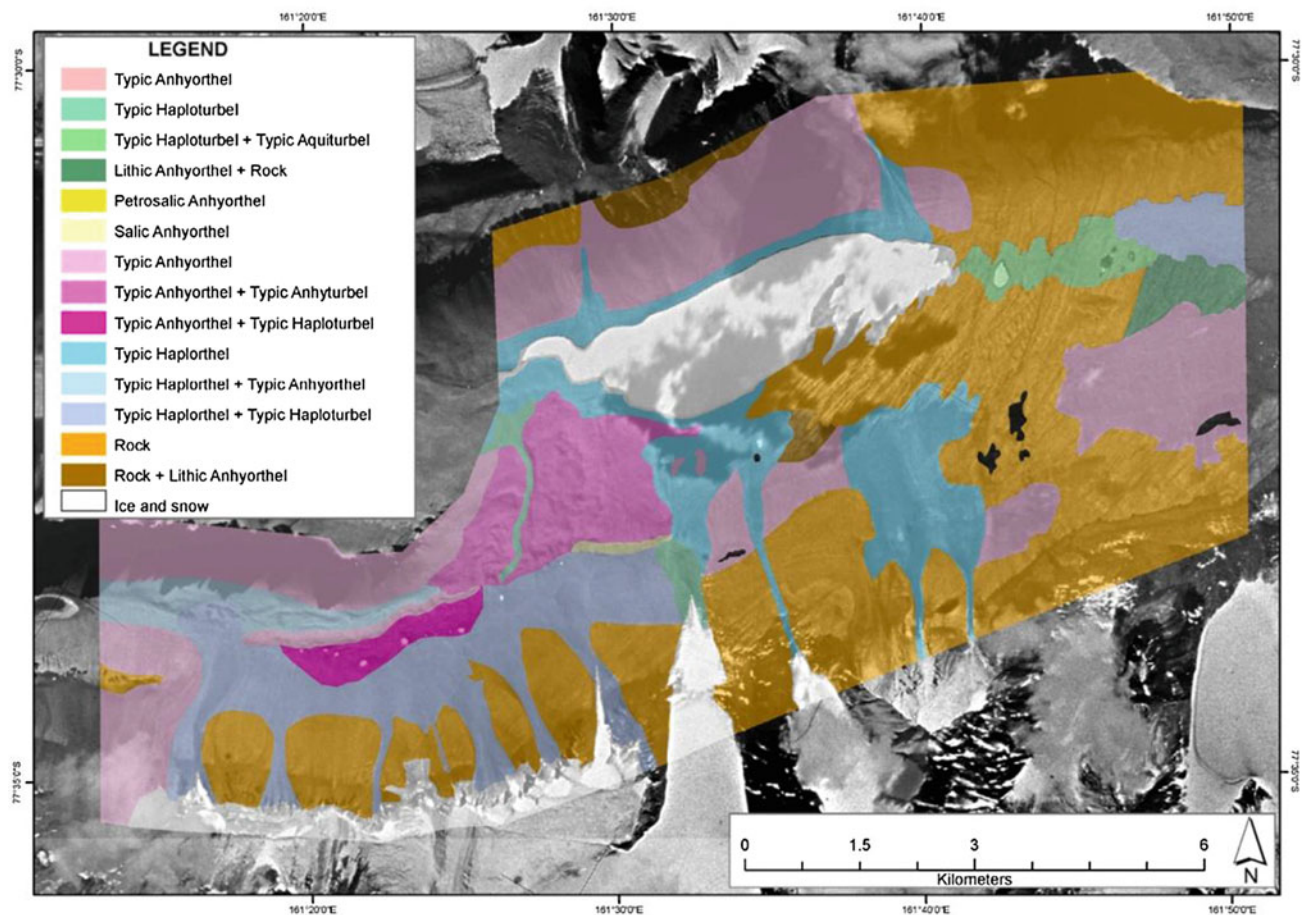 161°20'0"E 161°30'0"E 161°40'0"E 161°50'0"E
77°30'0"S 77°30'0"S
LEGEND
Typic Anhyorthel
Typic Haploturbel
Typic Haploturbel + Typic Aquiturbel
Lithic Anhyorthel + Rock
Petrosalic Anhyorthel
Salic Anhyorthel
Typic Anhyorthel
Typic Anhyorthel + Typic Anhyturbel
Typic Anhyorthel + Typic Haploturbel
Typic Haplorthel
Typic Haplorthel + Typic Anhyorthel
Typic Haplorthel + Typic Haploturbel
Rock
Rock + Lithic Anhyorthel
Ice and snow
77°35'0"S 77°35'0"S
0 1.5 3 6
Kilometers
N
161°20'0"E 161°30'0"E 161°40'0"E 161°50'0"E